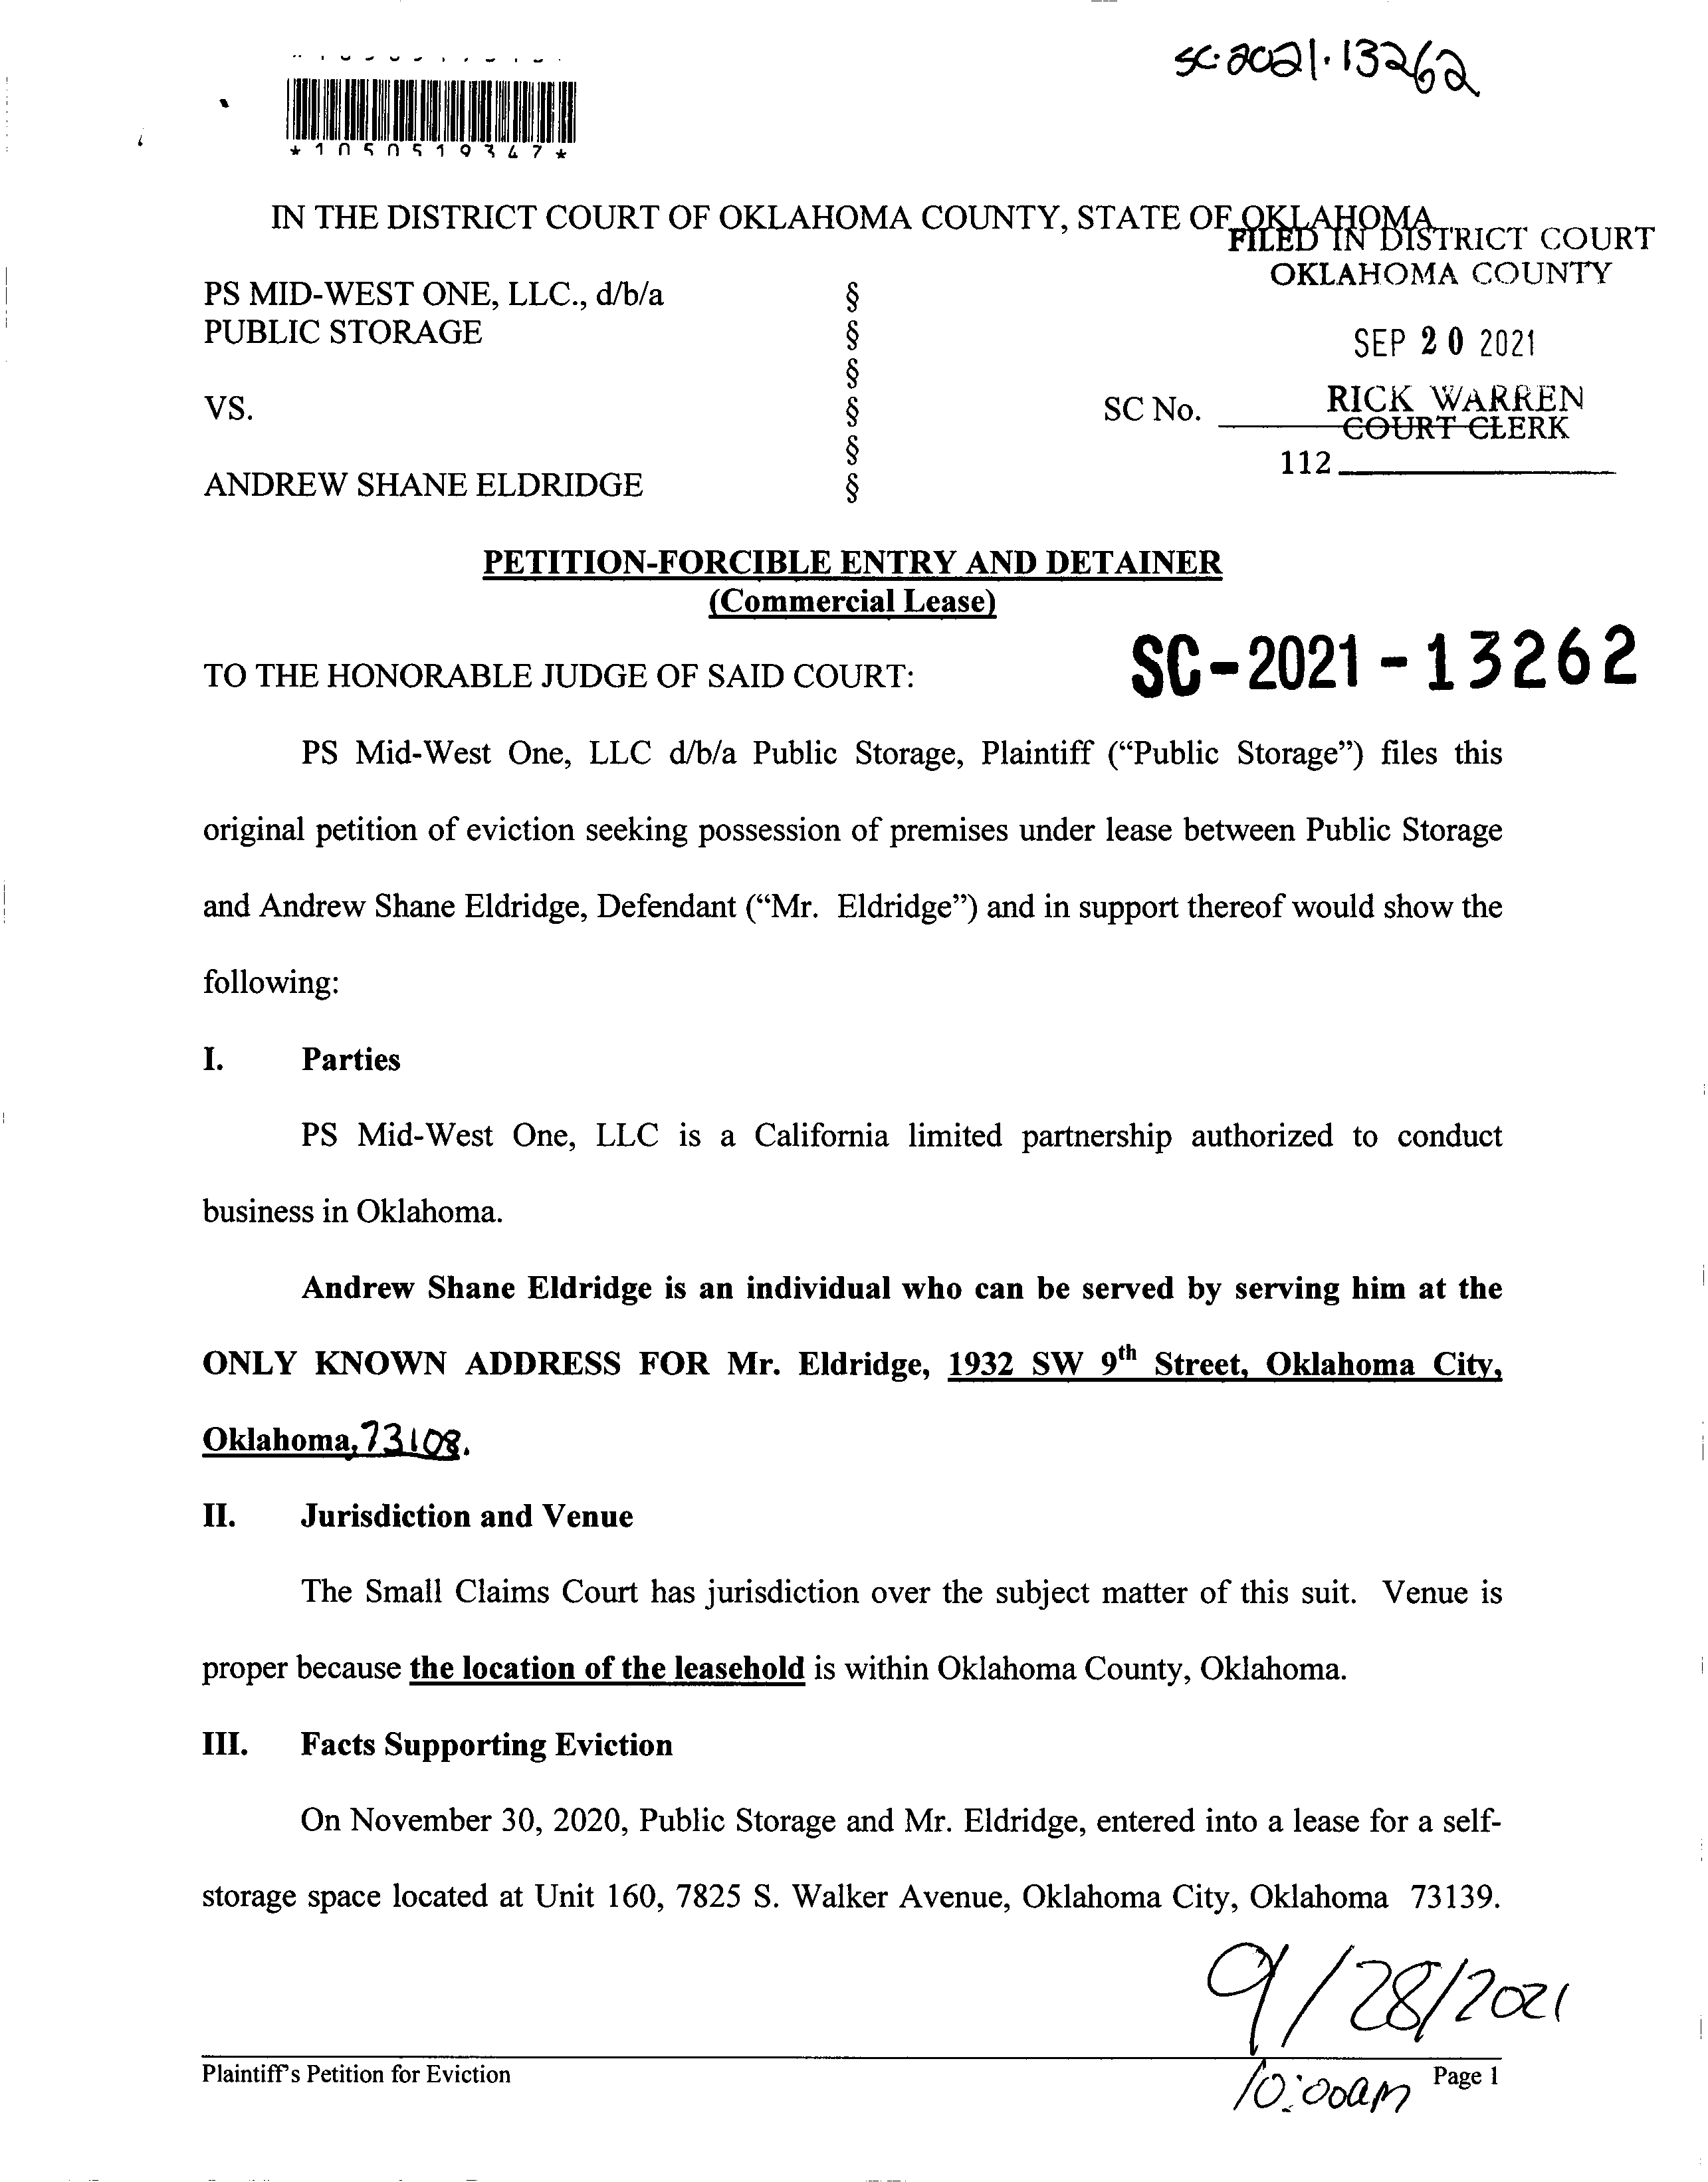 SC-2021-13262
*1050519347*
IN THE DISTRICT COURT OF OKLAHOMA COUNTY, STATE OF OKLAHOMA
FILED IN DISTRICT COURT
OKLAHOMA COUNTY
PS MID-WEST ONE, LLC., d/b/a §
PUBLIC STORAGE §
SEP 20 2021
§
VS. § SC No. RICK WARREN
COURT CLERK
§
112
ANDREW SHANE ELDRIDGE §
PETITION-FORCIBLE ENTRY AND DETAINER
(Commercial Lease)
SC-2021-13262
TO THE HONORABLE JUDGE OF SAID COURT:
PS Mid-West One, LLC d/b/a Public Storage, Plaintiff (“Public Storage”) files this
original petition of eviction seeking possession of premises under lease between Public Storage
and Andrew Shane Eldridge, Defendant (“Mr. Eldridge”) and in support thereof would show the
following:
I. Parties
PS Mid-West One, LLC is a California limited partnership authorized to conduct
business in Oklahoma.
Andrew Shane Eldridge is an individual who can be served by serving him at the
ONLY KNOWN ADDRESS FOR Mr. Eldridge, 1932 SW 9th Street, Oklahoma City,
Oklahoma, 73108.
II. Jurisdiction and Venue
The Small Claims Court has jurisdiction over the subject matter of this suit. Venue is
proper because the location of the leasehold is within Oklahoma County, Oklahoma.
III. Facts Supporting Eviction
On November 30, 2020, Public Storage and Mr. Eldridge, entered into a lease for a self-
storage space located at Unit 160, 7825 S. Walker Avenue, Oklahoma City, Oklahoma 73139.
9/28/2021
Plaintiff's Petition for Eviction
10:00am
Page 1